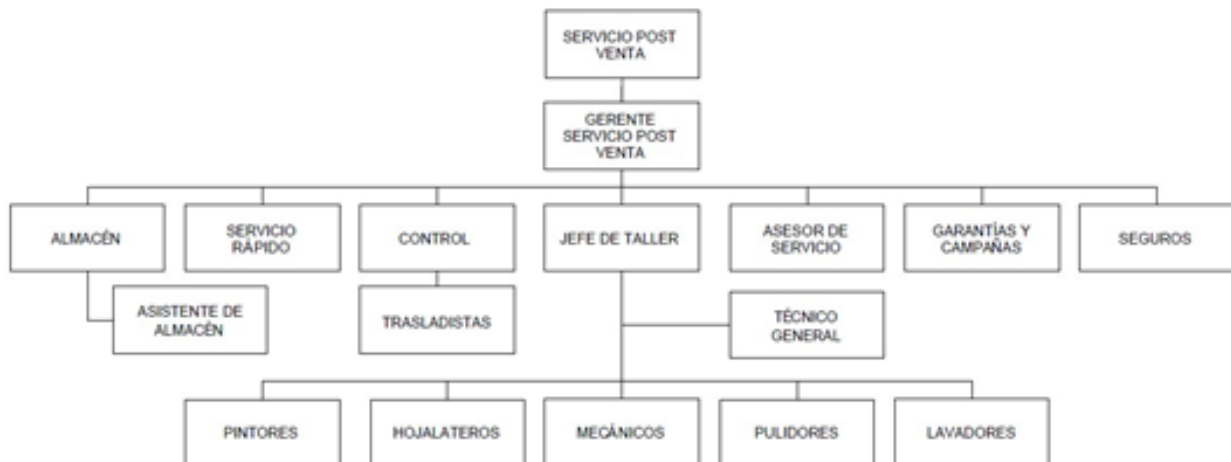 SERVICIO POST
VENTA
GERENTE
SERVICIO POST
VENTA
ALMACÉN
SERVICIO
RÁPIDO
CONTROL
JEFE DE TALLER
ASESOR DE
SERVICIO
GARANTÍAS Y
CAMPAÑAS
SEGUROS
ASISTENTE DE
ALMACÉN
TRASLADISTAS
TÉCNICO
GENERAL
PINTORES
HOJALATEROS
MECÁNICOS
PULIDORES
LAVADORES